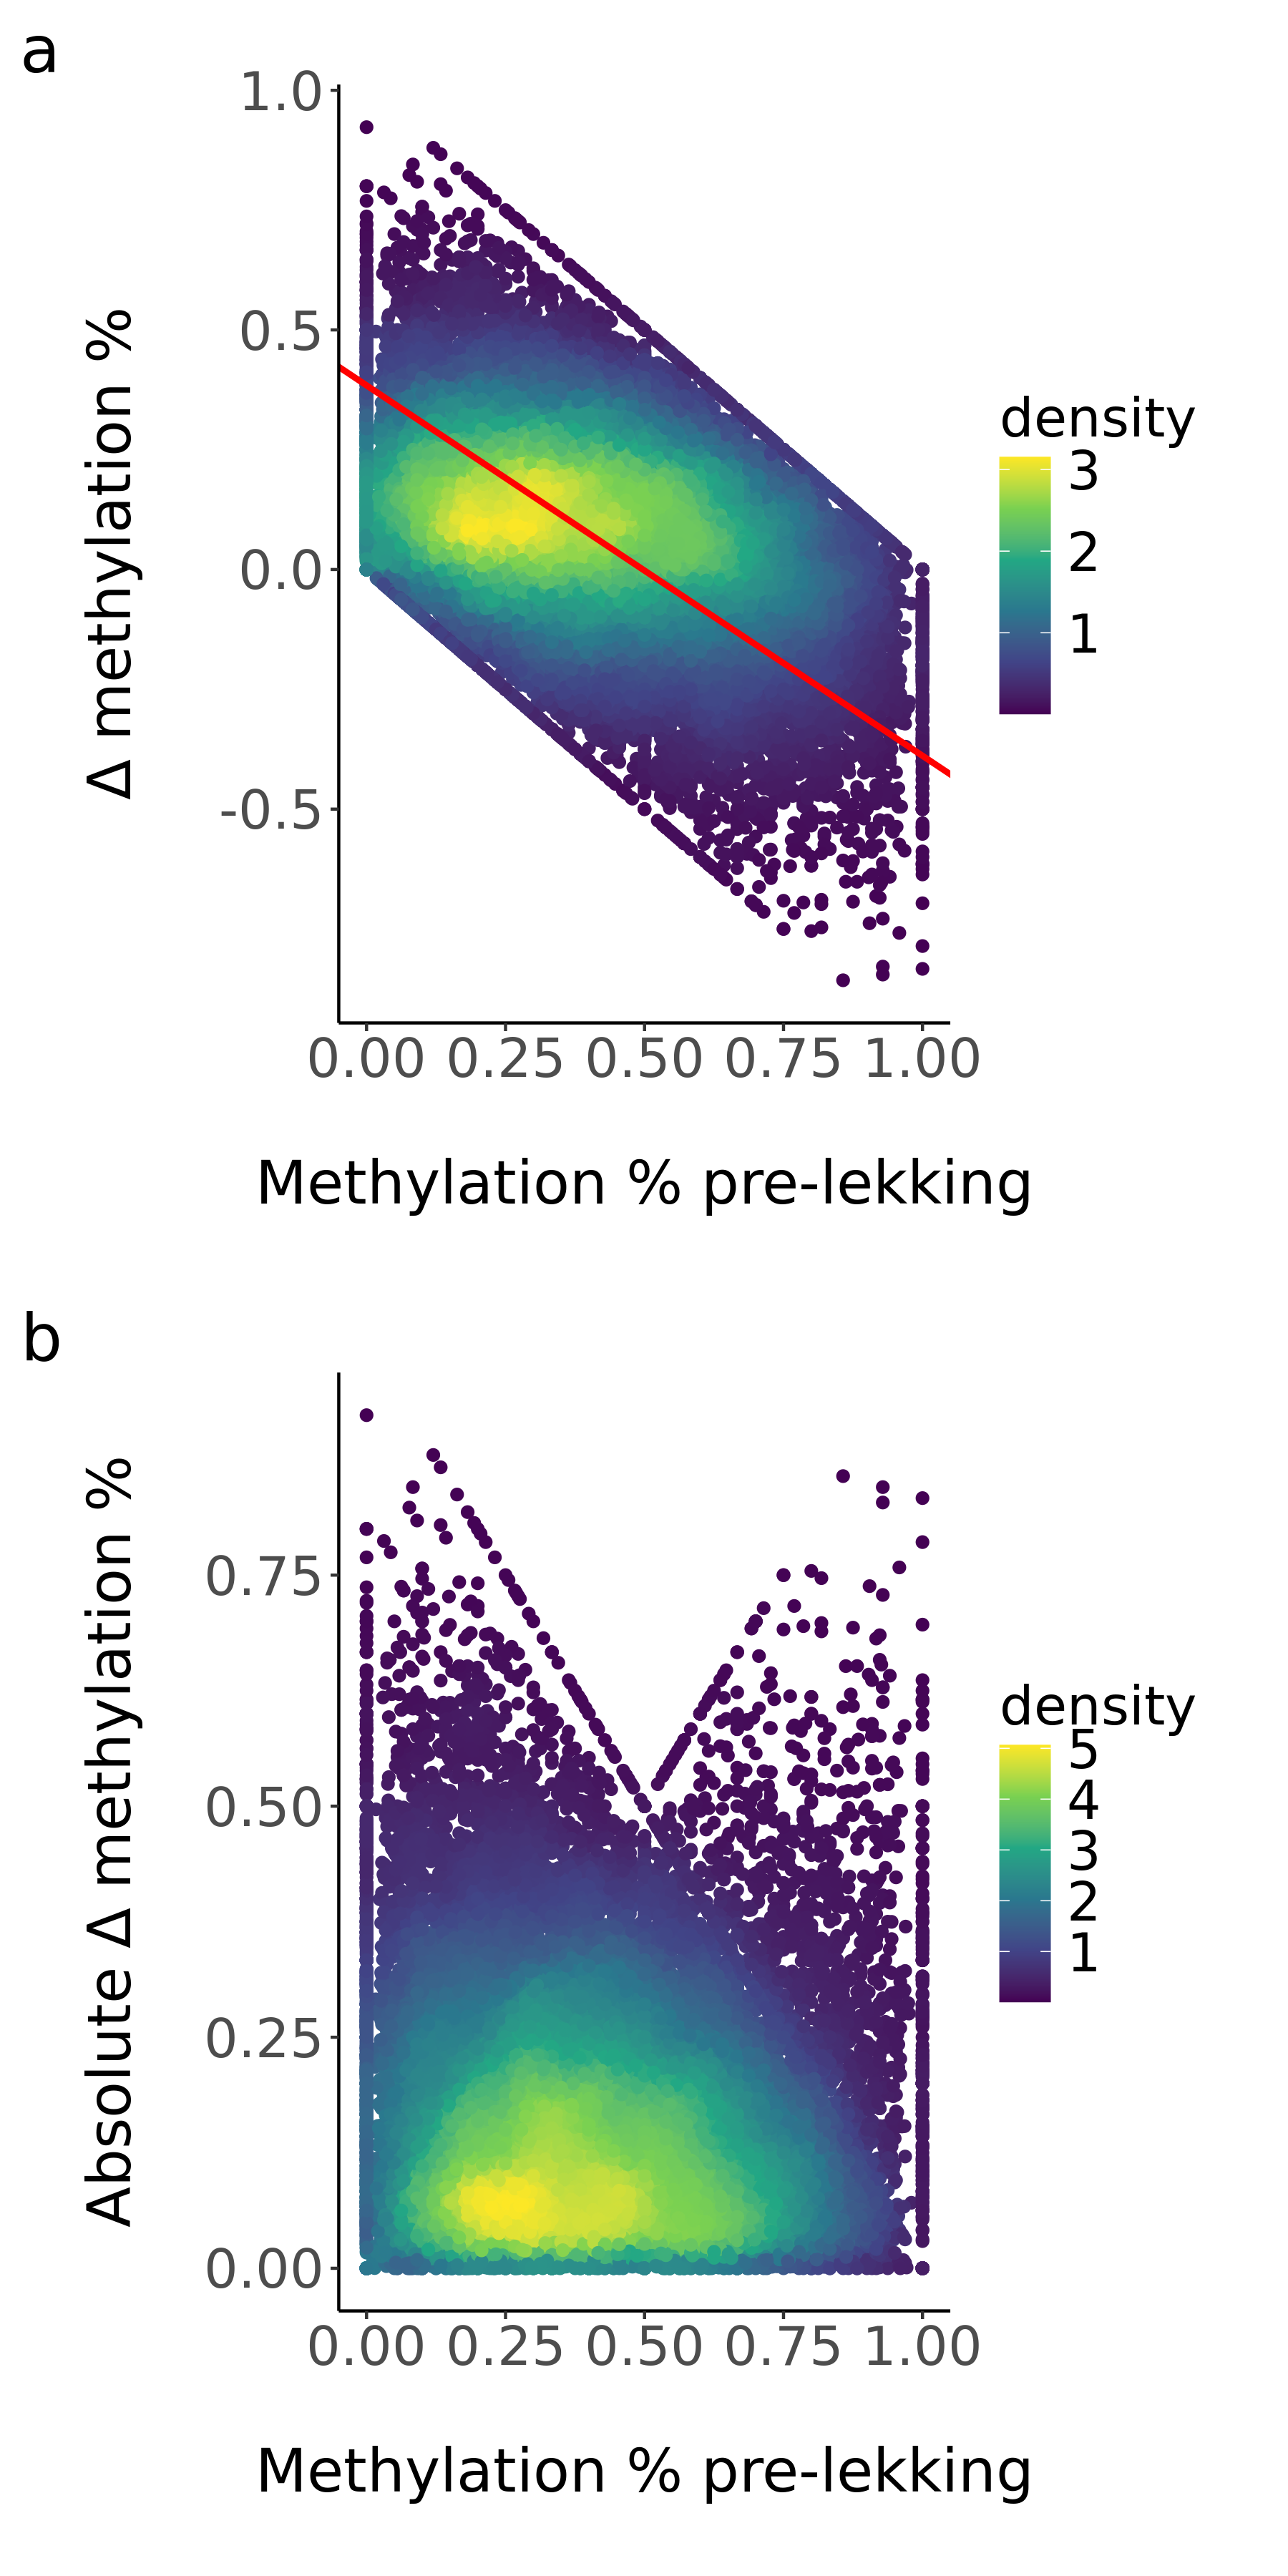 a
Δ methylation %
1.0
0.5
0.0
-0.5
0.00 0.25 0.50 0.75 1.00
Methylation % pre-lekking
density
3
2
1
b
Absolute Δ methylation %
0.75
0.50
0.25
0.00
0.00 0.25 0.50 0.75 1.00
Methylation % pre-lekking
density
5
4
3
2
1